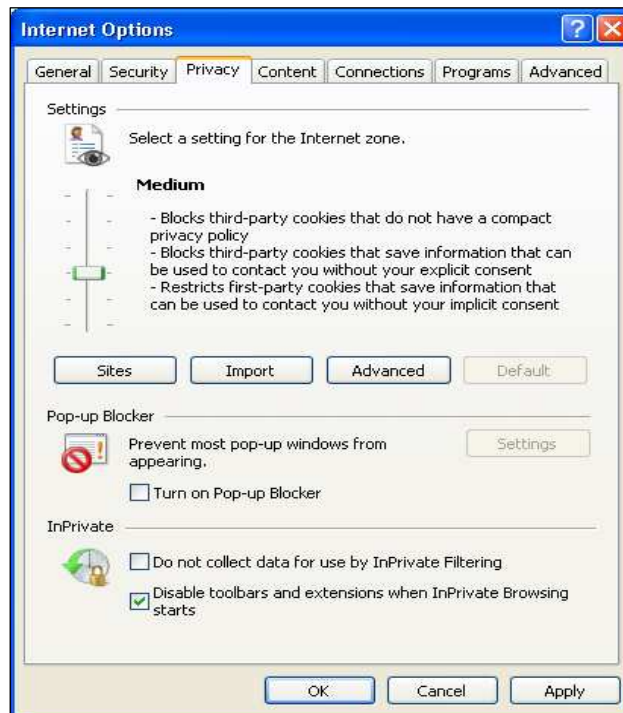 Internet Options
General Security Privacy Content Connections Programs Advanced
Settings
Select a setting for the Internet zone.
Medium
- Blocks third-party cookies that do not have a compact
privacy policy
- Blocks third-party cookies that save information that can
be used to contact you without your explicit consent
- Restricts first-party cookies that save information that
can be used to contact you without your implicit consent
Sites Import Advanced Default
Pop-up Blocker
Prevent most pop-up windows from
appearing.
Settings
Turn on Pop-up Blocker
InPrivate
Do not collect data for use by InPrivate Filtering
Disable toolbars and extensions when InPrivate Browsing
starts
OK Cancel Apply